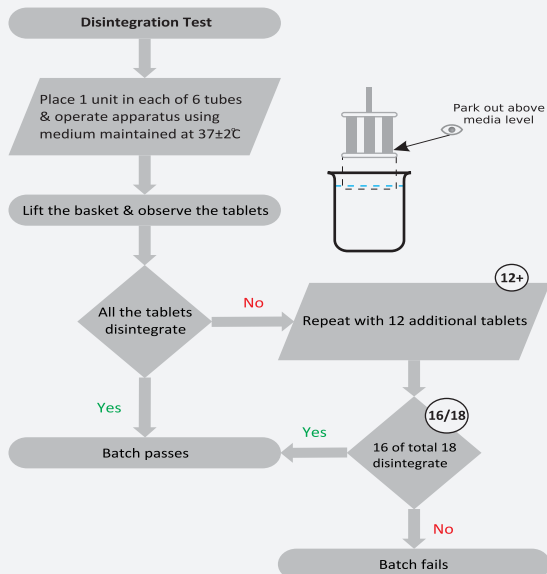 Disintegration Test
Place 1 unit in each of 6 tubes
& operate apparatus using
medium maintained at 37±2℃
Park out above
media level
Lift the basket & observe the tablets
All the tablets
disintegrate
No
12+
Repeat with 12 additional tablets
Yes
16/18
16 of total 18
disintegrate
Yes
Batch passes
No
Batch fails